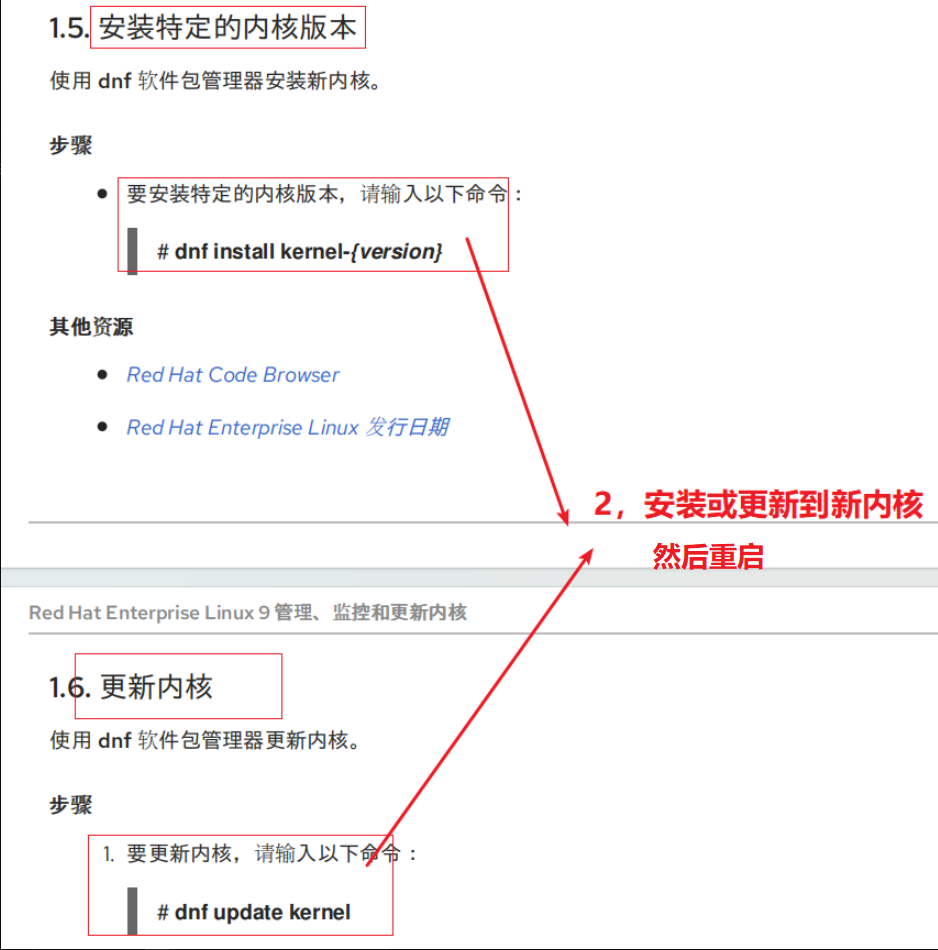 1.5. 安装特定的内核版本
使用 dnf 软件包管理器安装新内核。
步骤
● 要安装特定的内核版本，请输入以下命令：
# dnf install kernel-{version}
其他资源
● Red Hat Code Browser
● Red Hat Enterprise Linux 发行日期
2，安装或更新到新内核
然后重启
Red Hat Enterprise Linux 9 管理、监控和更新内核
1.6. 更新内核
使用 dnf 软件包管理器更新内核。
步骤
1. 要更新内核，请输入以下命令：
# dnf update kernel